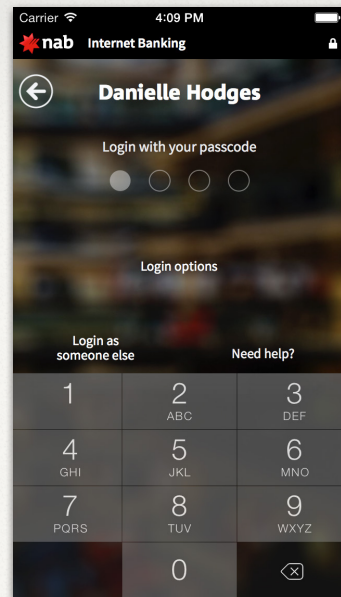 Carrier 4:09 PM
nab Internet Banking
Danielle Hodges
Login with your passcode
Login options
Login as
someone else
Need help?
1 2 3
ABC DEF
4 5 6
GHI JKL MNO
7 8 9
PQRS TUV WXYZ
0